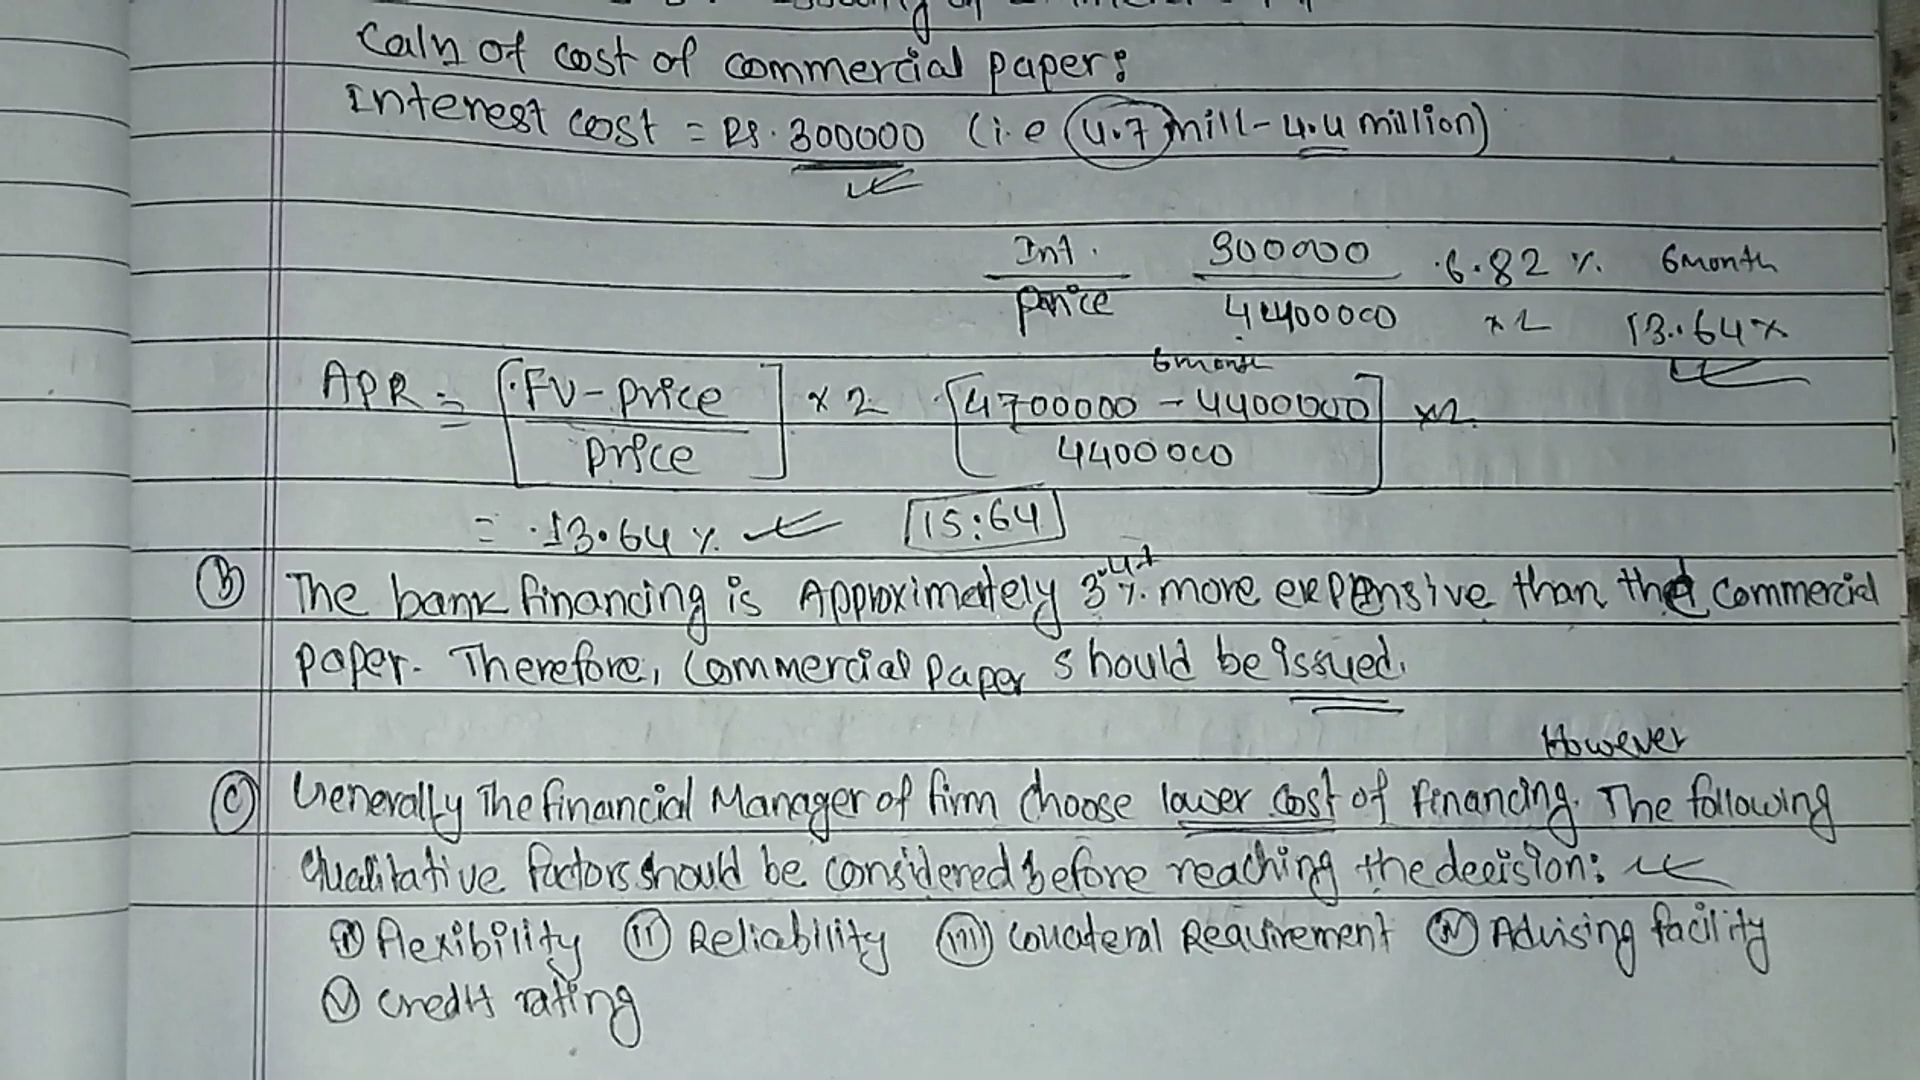 Caln of cost of commercial paper:
Interest cost = Rs. 300000 (i.e 4.7 mill - 4.4 million)
Int. 300000 6.82 % 6month
price 4400000 x 2 13.64%
6month
APR = [FV - price / price] x 2 [4700000 - 4400000 / 4400000] x2
= 13.64 % [15:64]
(b) The bank financing is Approximately 3% more expensive than the commercial
paper. Therefore, Commercial paper should be issued.
However
(c) Generally The financial Manager of firm choose lower cost of financing. The following
qualitative factors should be considered before reaching the decision:
(i) flexibility (ii) Reliability (iii) Collateral Requirement (iv) Advising facility
(v) credit rating